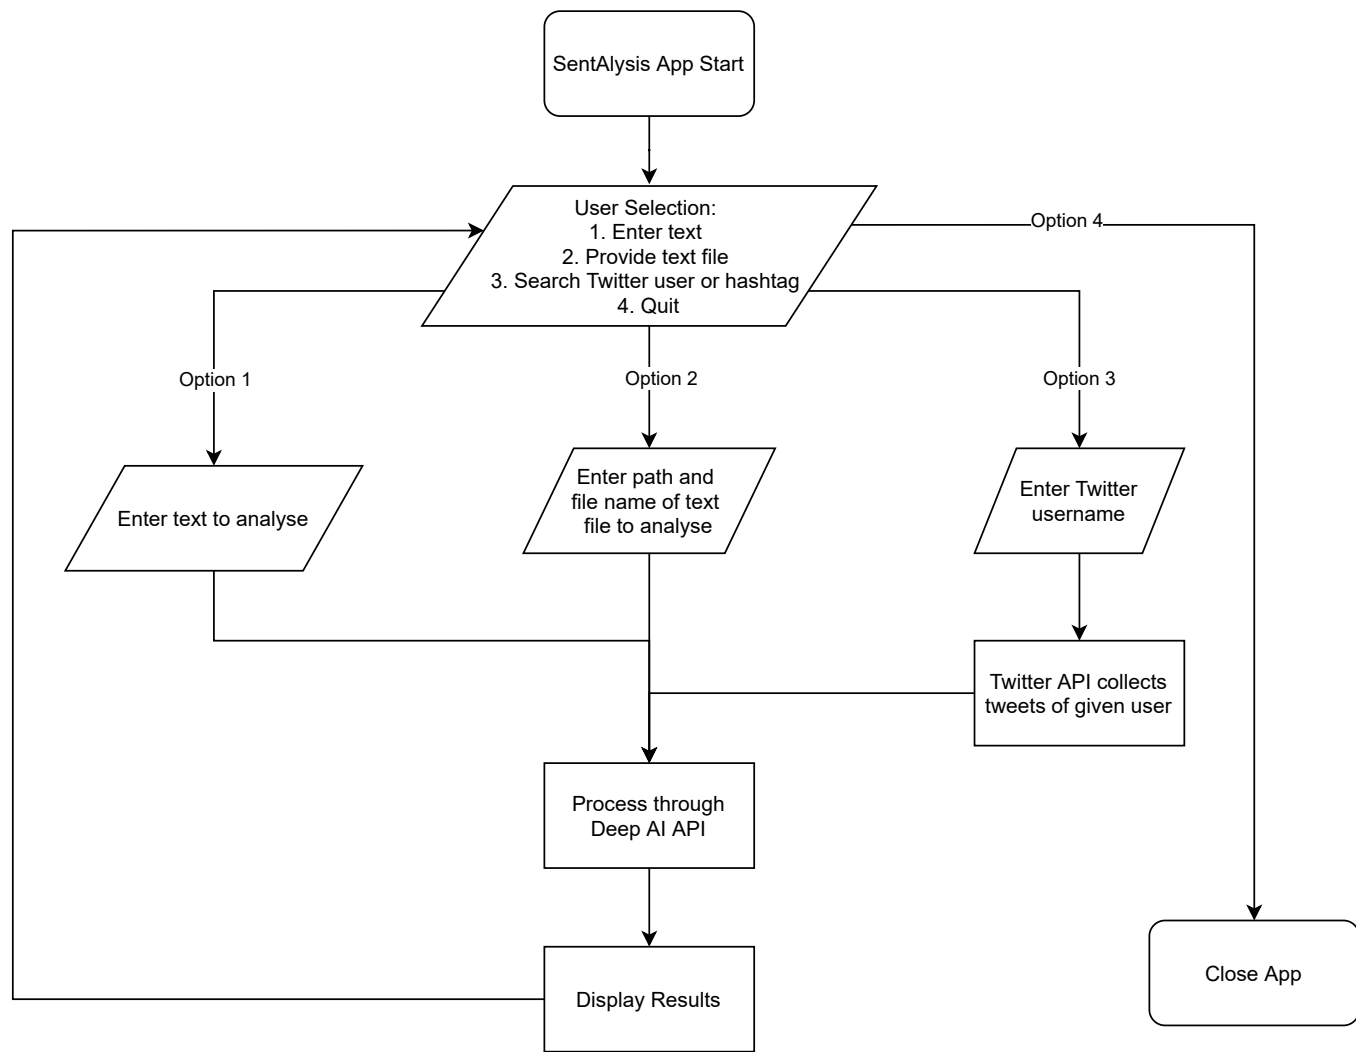 SentAlysis App Start
User Selection:
1. Enter text
2. Provide text file
3. Search Twitter user or hashtag
4. Quit
Option 4
Option 1
Option 2
Option 3
Enter text to analyse
Enter path and
file name of text
file to analyse
Enter Twitter
username
Twitter API collects
tweets of given user
Process through
Deep AI API
Display Results
Close App